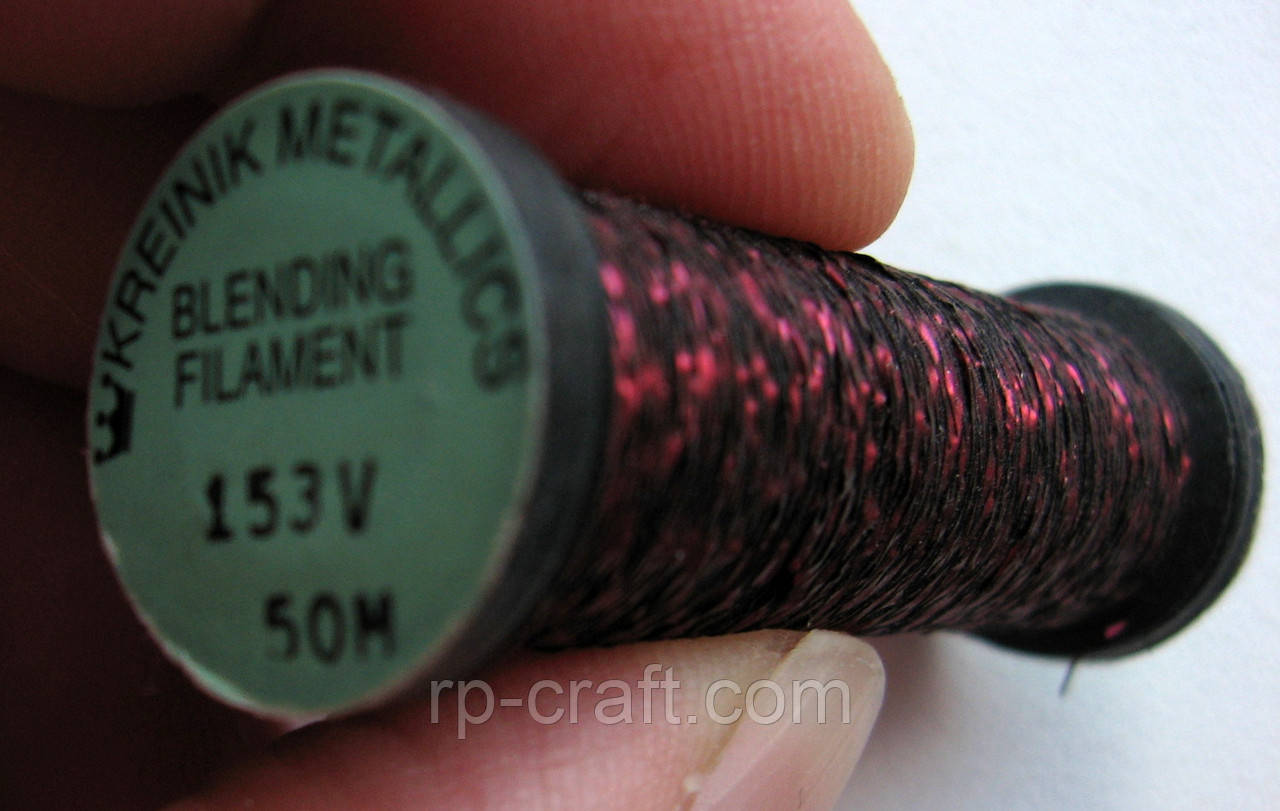 KREINIK METALLICS
BLENDING
FILAMENT
153V
50M
rp-craft.com